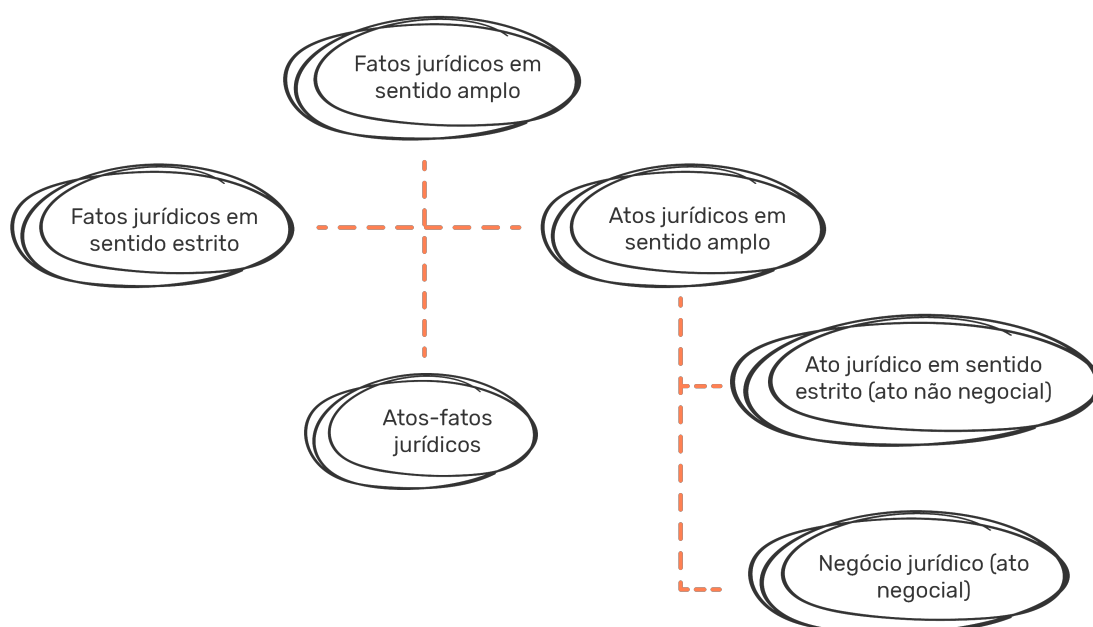 Fatos jurídicos em
sentido amplo
Fatos jurídicos em
sentido estrito
Atos jurídicos em
sentido amplo
Ato jurídico em sentido
estrito (ato não negocial)
Atos-fatos
jurídicos
Negócio jurídico (ato
negocial)